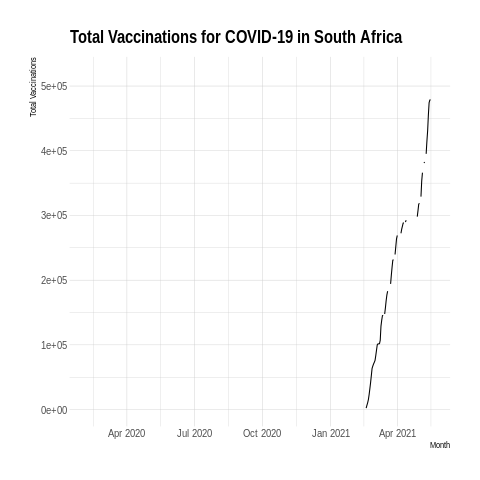 Total Vaccinations for COVID-19 in South Africa
Total Vaccinations
5e+05
4e+05
3e+05
2e+05
1e+05
0e+00
Apr 2020
Jul 2020
Oct 2020
Jan 2021
Apr 2021
Month